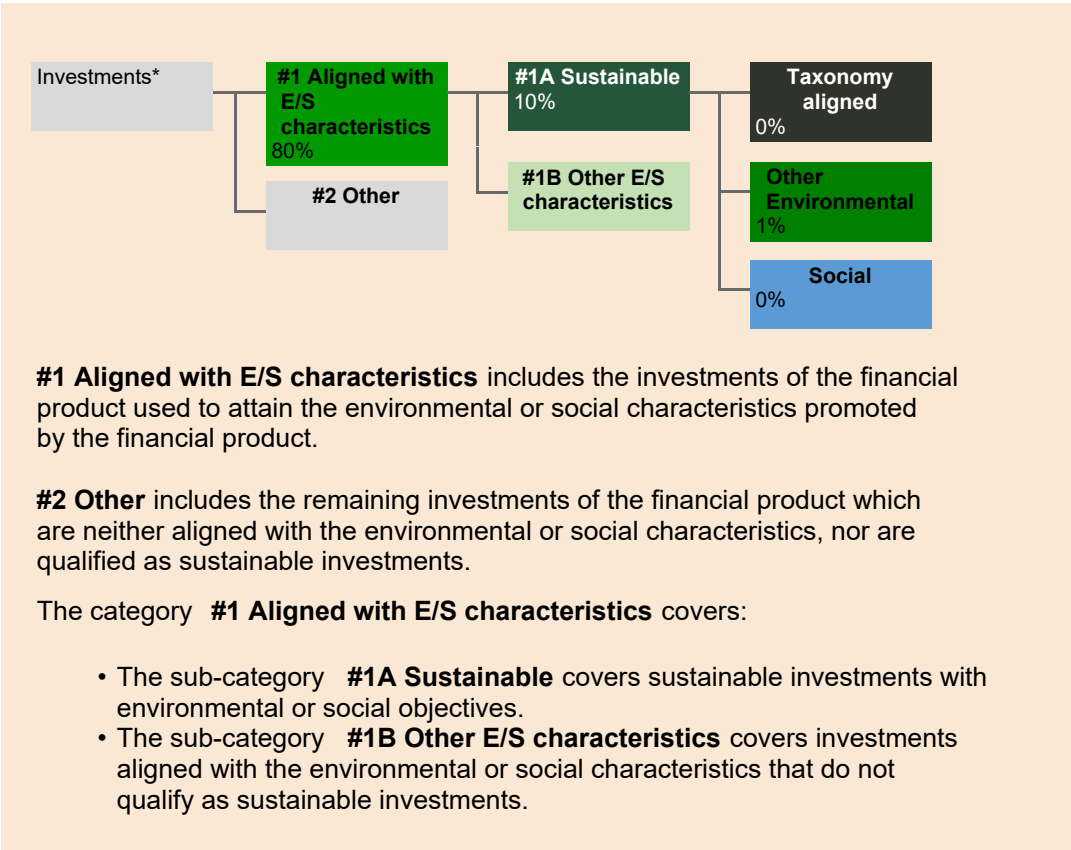 Investments*
#1 Aligned with
E/S
characteristics
80%
#2 Other
#1A Sustainable
10%
#1B Other E/S
characteristics
Taxonomy
aligned
0%
Other
Environmental
1%
Social
0%
#1 Aligned with E/S characteristics includes the investments of the financial
product used to attain the environmental or social characteristics promoted
by the financial product.
#2 Other includes the remaining investments of the financial product which
are neither aligned with the environmental or social characteristics, nor are
qualified as sustainable investments.
The category #1 Aligned with E/S characteristics covers:
• The sub-category #1A Sustainable covers sustainable investments with
environmental or social objectives.
• The sub-category #1B Other E/S characteristics covers investments
aligned with the environmental or social characteristics that do not
qualify as sustainable investments.